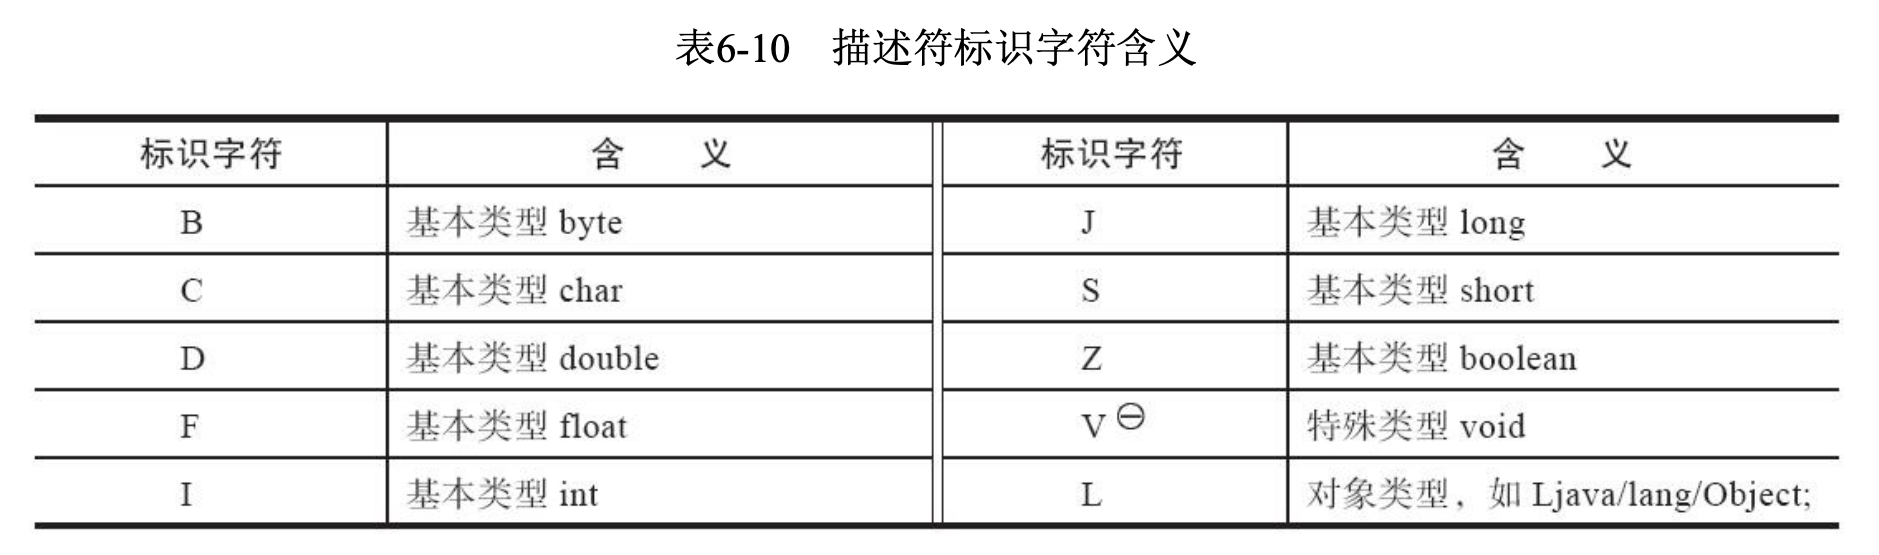 表6-10 描述符标识字符含义
标识字符 含 义 标识字符 含 义
B 基本类型 byte J 基本类型 long
C 基本类型 char S 基本类型 short
D 基本类型 double Z 基本类型 boolean
F 基本类型 float V㊀ 特殊类型 void
I 基本类型 int L 对象类型，如 Ljava/lang/Object;